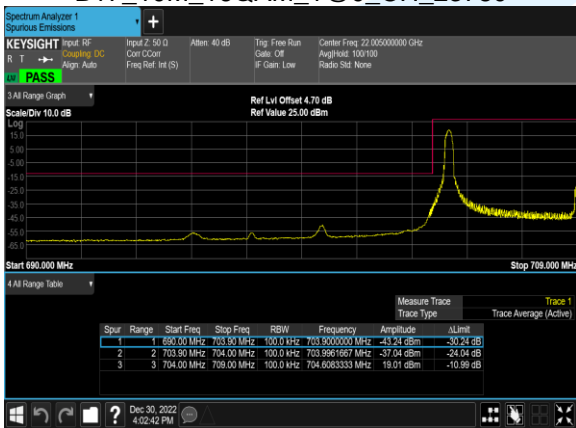 Spectrum Analyzer 1
Spurious Emissions
+
KEYSIGHT
R T
LXI PASS
Input: RF
Coupling: DC
Align: Auto
Input Z: 50 Ω
Corr CCorr
Freq Ref: Int (S)
Atten: 40 dB
Trig: Free Run
Gate: Off
IF Gain: Low
Center Freq: 22.005000000 GHz
Avg|Hold: 100/100
Radio Std: None
3 All Range Graph
Scale/Div 10.0 dB
Ref Lvl Offset 4.70 dB
Ref Value 25.00 dBm
Log
15.0
5.00
-5.00
-15.0
-25.0
-35.0
-45.0
-55.0
-65.0
Start 690.000 MHz
Stop 709.000 MHz
4 All Range Table
Measure Trace Trace 1
Trace Type Trace Average (Active)
Spur Range Start Freq Stop Freq RBW Frequency Amplitude ΔLimit
1 1 690.00 MHz 703.90 MHz 100.0 kHz 703.9000000 MHz -43.24 dBm -30.24 dB
2 2 703.90 MHz 704.00 MHz 100.0 kHz 703.9961667 MHz -37.04 dBm -24.04 dB
3 3 704.00 MHz 709.00 MHz 100.0 kHz 704.6083333 MHz 19.01 dBm -10.99 dB
?
Dec 30, 2022
4:02:42 PM